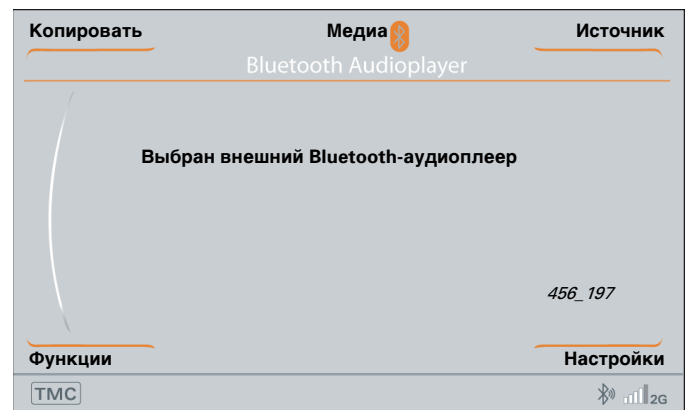 Копировать Медиа Источник
Bluetooth Audioplayer
Выбран внешний Bluetooth-аудиоплеер
456_197
Функции Настройки
TMC 2G